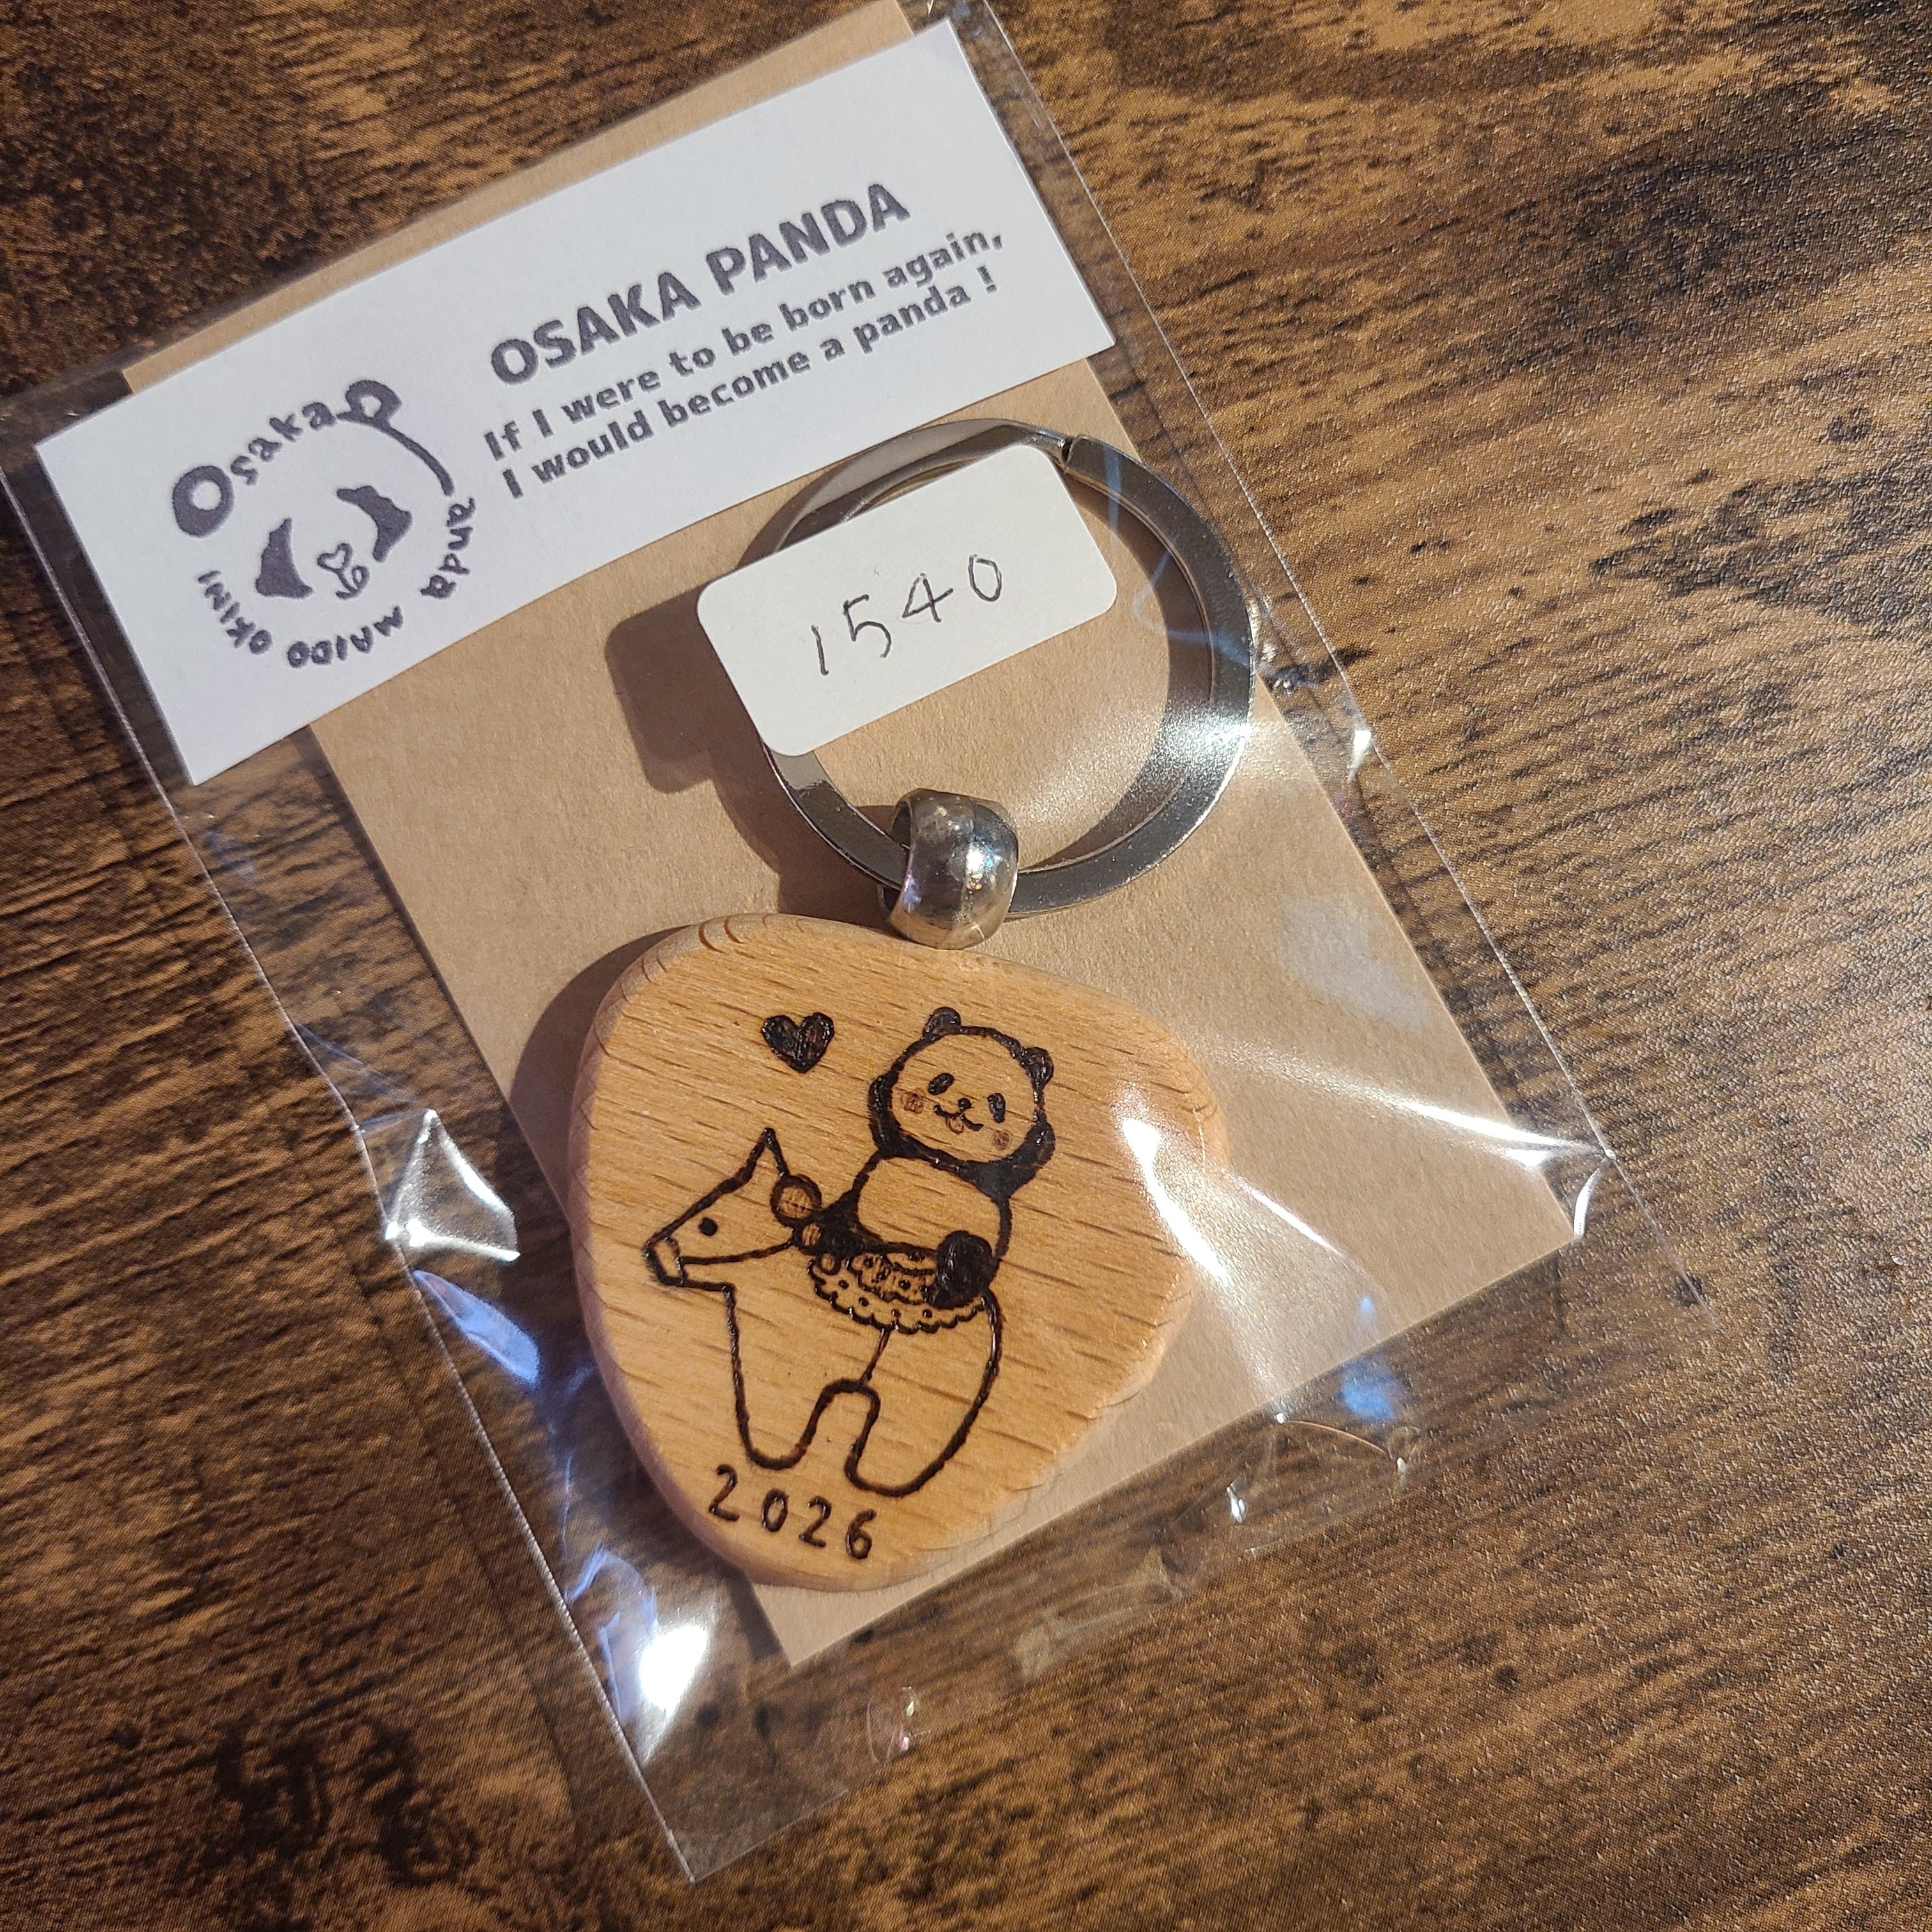 Osaka Panda
MAIDO OKINI
OSAKA PANDA
If I were to be born again,
I would become a panda !
1540
2026